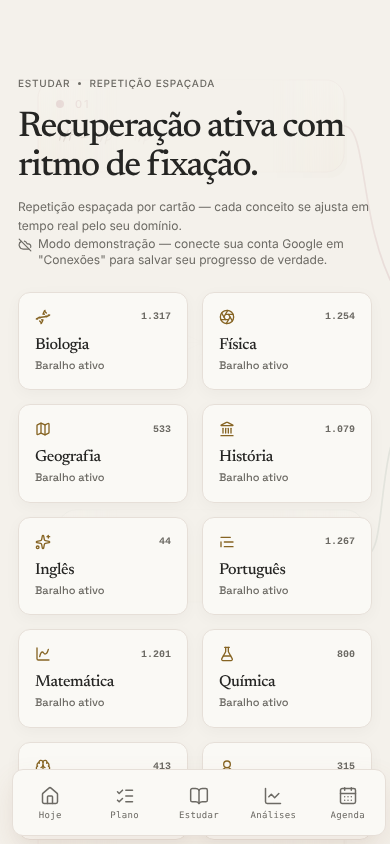 ESTUDAR • REPETIÇÃO ESPAÇADA
01
Recuperação ativa com
ritmo de fixação.
Repetição espaçada por cartão — cada conceito se ajusta em
tempo real pelo seu domínio.
Modo demonstração — conecte sua conta Google em
"Conexões" para salvar seu progresso de verdade.
1.317
Biologia
Baralho ativo
1.254
Física
Baralho ativo
533
Geografia
Baralho ativo
1.079
História
Baralho ativo
44
Inglês
Baralho ativo
1.267
Português
Baralho ativo
1.201
Matemática
Baralho ativo
800
Química
Baralho ativo
413
315
Hoje
Plano
Estudar
Análises
Agenda